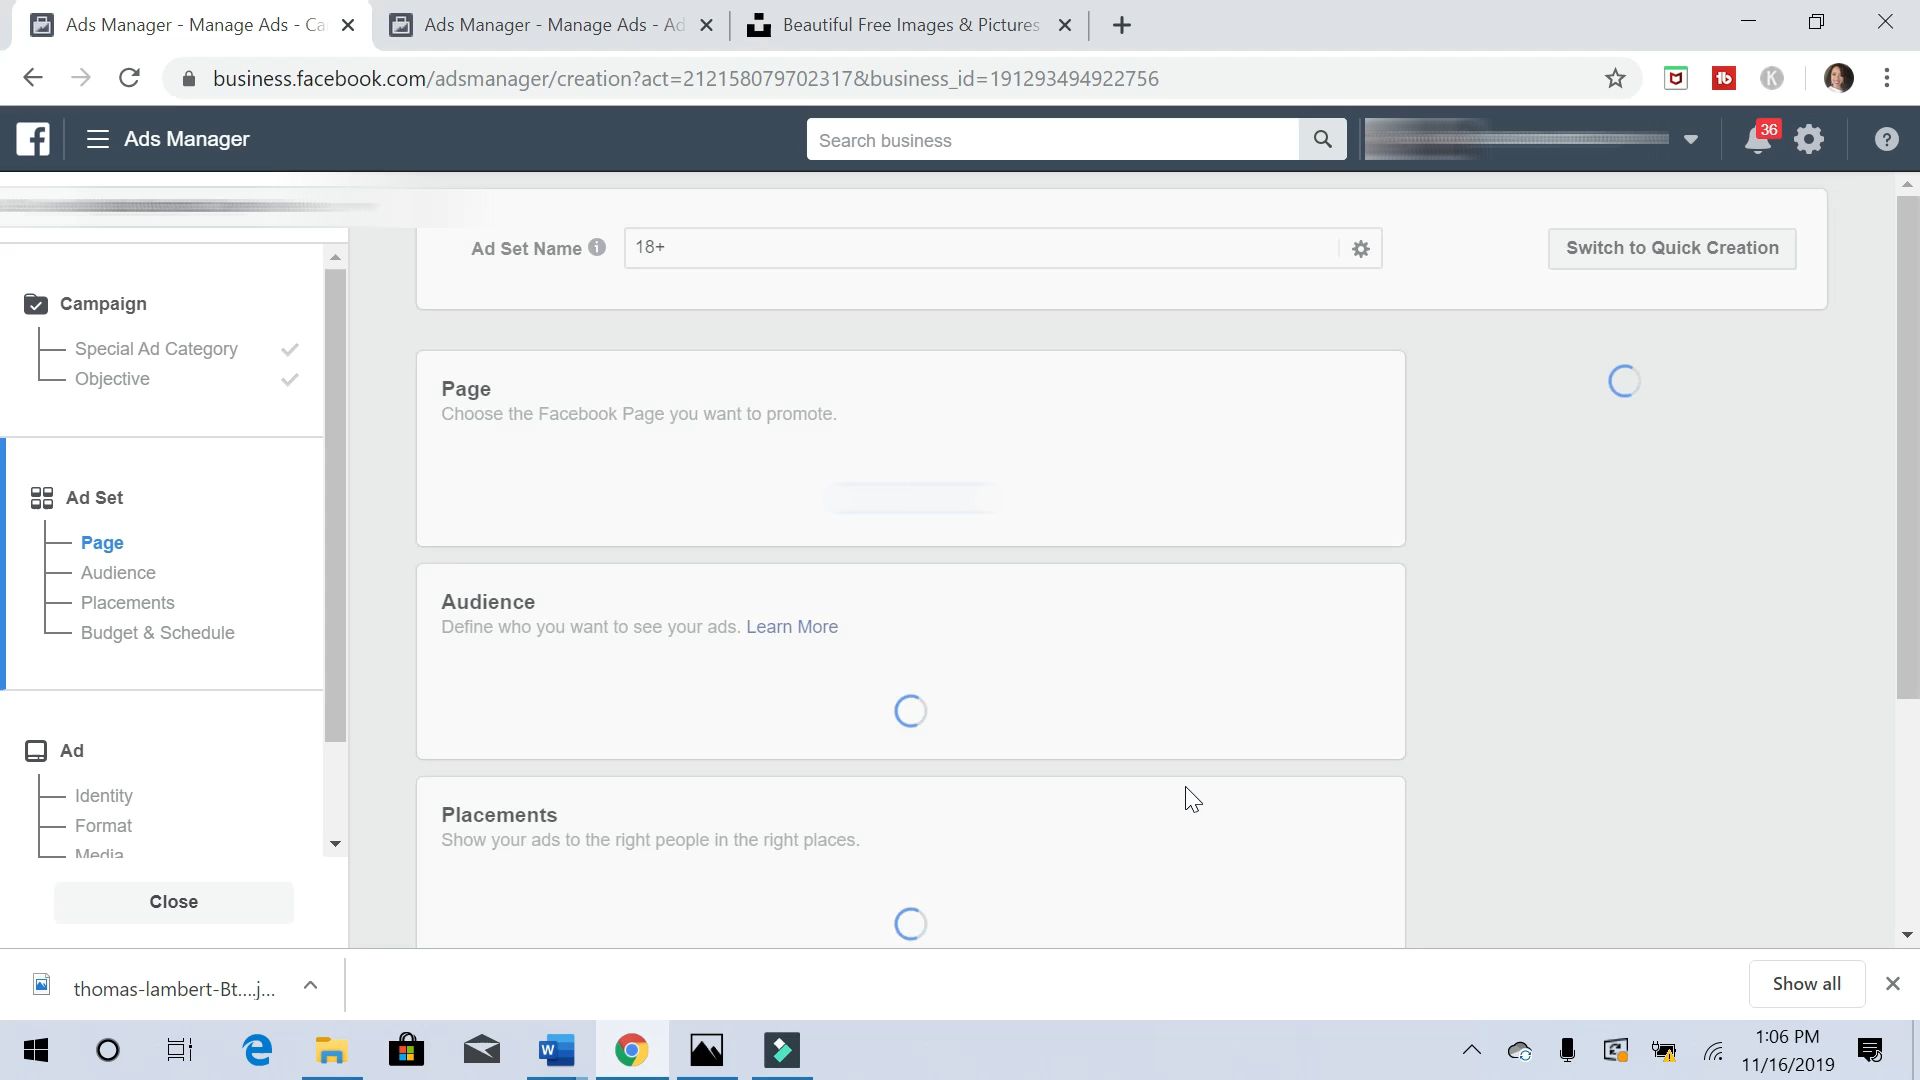 Ads Manager - Manage Ads - Ca
Ads Manager - Manage Ads - Ad
Beautiful Free Images & Pictures
business.facebook.com/adsmanager/creation?act=212158079702317&business_id=191293494922756
Ads Manager
Search business
36
Ad Set Name
18+
Switch to Quick Creation
Campaign
Special Ad Category
Objective
Page
Choose the Facebook Page you want to promote.
Ad Set
Page
Audience
Placements
Budget & Schedule
Audience
Define who you want to see your ads. Learn More
Ad
Identity
Format
Media
Placements
Show your ads to the right people in the right places.
Close
thomas-lambert-Bt....j...
Show all
1:06 PM
11/16/2019